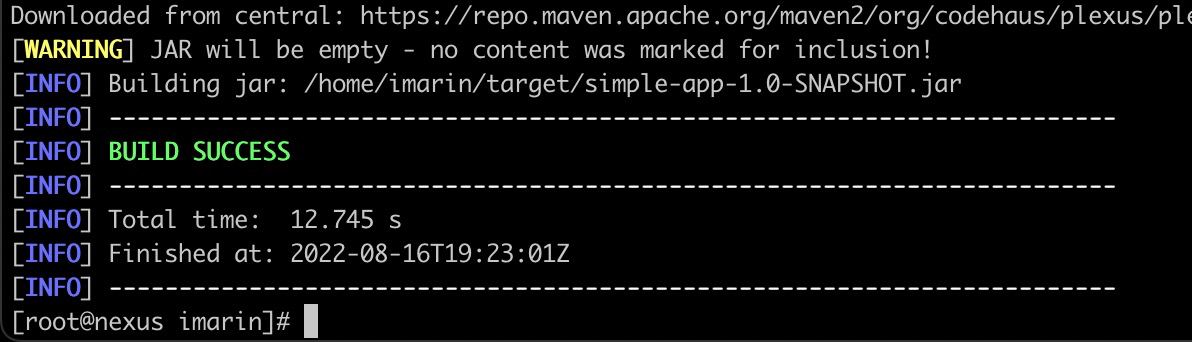 Downloaded from central: https://repo.maven.apache.org/maven2/org/codehaus/plexus/ple
[WARNING] JAR will be empty - no content was marked for inclusion!
[INFO] Building jar: /home/imarin/target/simple-app-1.0-SNAPSHOT.jar
[INFO] ------------------------------------------------------------------------
[INFO] BUILD SUCCESS
[INFO] ------------------------------------------------------------------------
[INFO] Total time:  12.745 s
[INFO] Finished at: 2022-08-16T19:23:01Z
[INFO] ------------------------------------------------------------------------
[root@nexus imarin]#